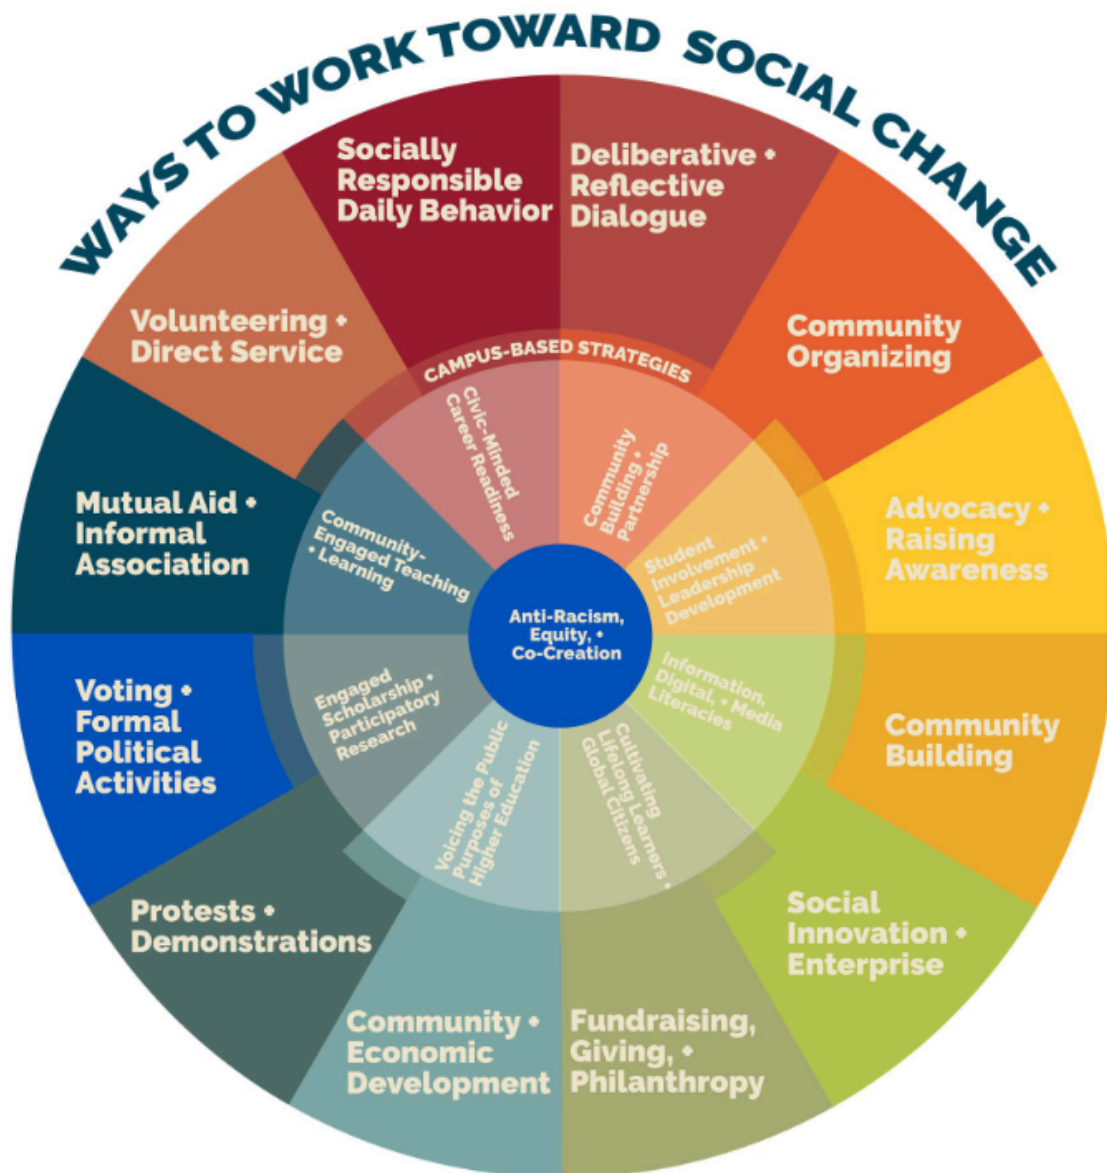 WAYS TO WORK TOWARD SOCIAL CHANGE
Socially
Responsible
Daily Behavior
Deliberative +
Reflective
Dialogue
Community
Organizing
Advocacy +
Raising
Awareness
Community
Building
Social
Innovation +
Enterprise
Fundraising,
Giving, +
Philanthropy
Community +
Economic
Development
Protests +
Demonstrations
Voting +
Formal
Political
Activities
Mutual Aid +
Informal
Association
Volunteering +
Direct Service
CAMPUS-BASED STRATEGIES
Civic-Minded
Career Readiness
Community
Building +
Partnership
Student
Involvement +
Leadership
Development
Information,
Digital, + Media
Literacies
Cultivating
Lifelong Learners +
Global Citizens
Voicing the Public
Purposes of
Higher Education
Engaged
Scholarship +
Participatory
Research
Community-
Engaged Teaching
+ Learning
Anti-Racism,
Equity, +
Co-Creation